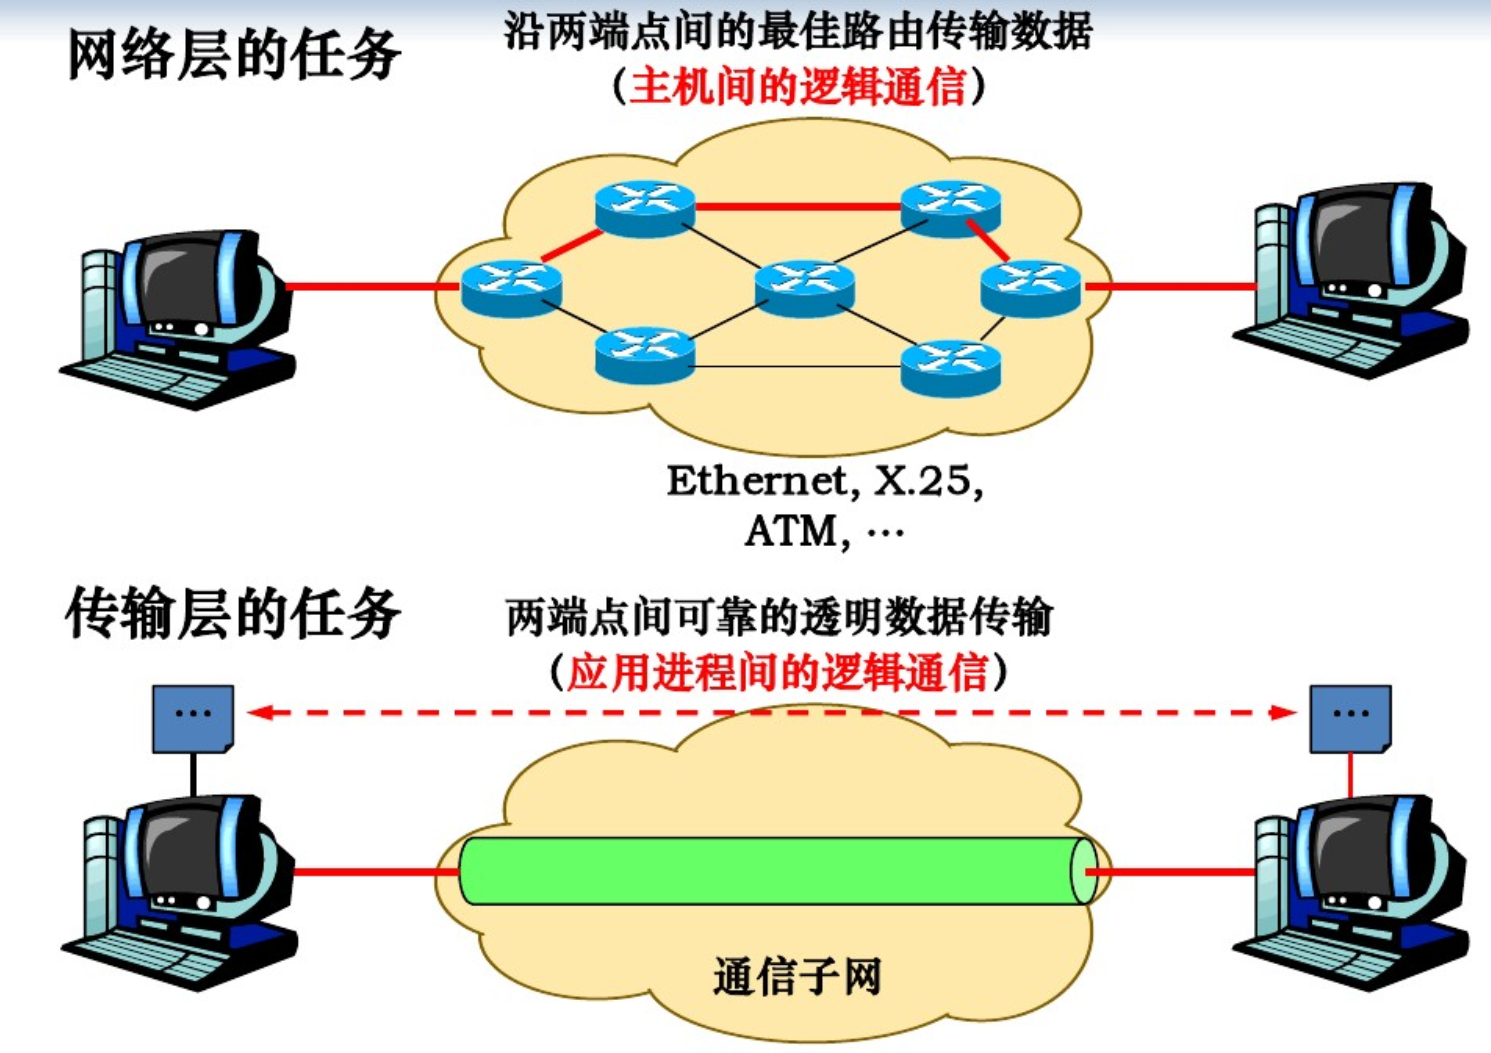 网络层的任务
沿两端点间的最佳路由传输数据
（主机间的逻辑通信）
Ethernet, X.25,
ATM, …
传输层的任务
两端点间可靠的透明数据传输
（应用进程间的逻辑通信）
…
…
通信子网